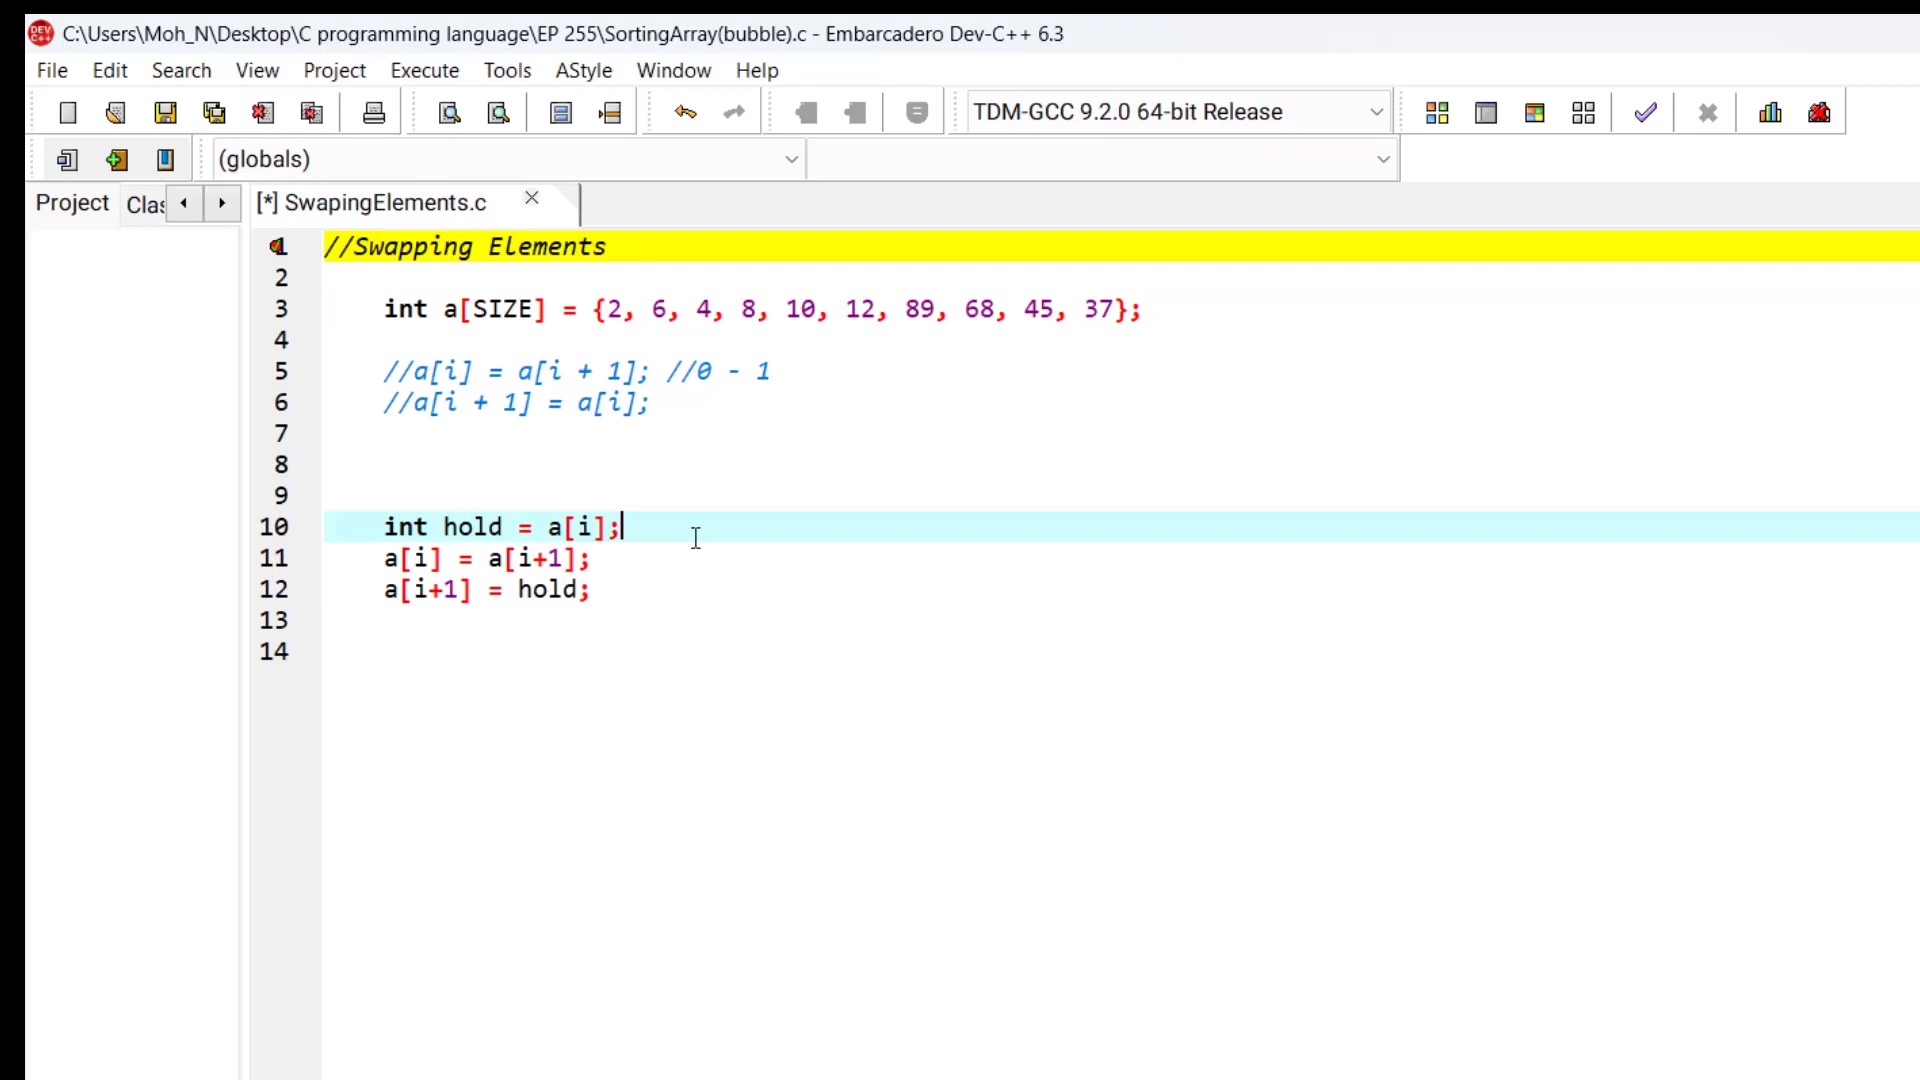 DEV C++ C:\Users\Moh_N\Desktop\C programming language\EP 255\SortingArray(bubble).c - Embarcadero Dev-C++ 6.3
File Edit Search View Project Execute Tools AStyle Window Help
TDM-GCC 9.2.0 64-bit Release
(globals)
Project Clas [*] SwapingElements.c
1 //Swapping Elements
2
3 int a[SIZE] = {2, 6, 4, 8, 10, 12, 89, 68, 45, 37};
4
5 //a[i] = a[i + 1]; //0 - 1
6 //a[i + 1] = a[i];
7
8
9
10 int hold = a[i];
11 a[i] = a[i+1];
12 a[i+1] = hold;
13
14